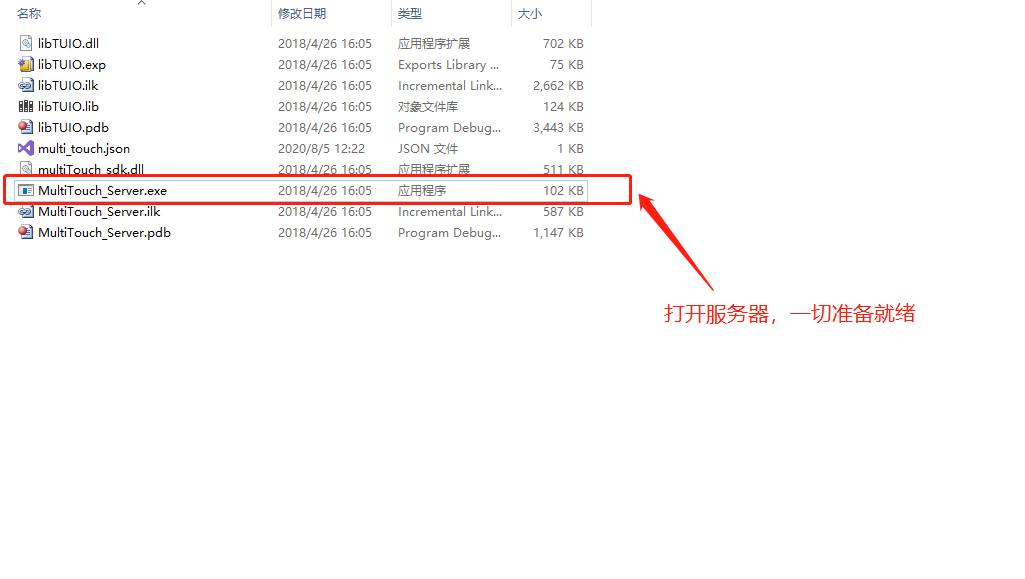 名称 修改日期 类型 大小
libTUIO.dll 2018/4/26 16:05 应用程序扩展 702 KB
libTUIO.exp 2018/4/26 16:05 Exports Library ... 75 KB
libTUIO.ilk 2018/4/26 16:05 Incremental Link... 2,662 KB
libTUIO.lib 2018/4/26 16:05 对象文件库 124 KB
libTUIO.pdb 2018/4/26 16:05 Program Debug... 3,443 KB
multi_touch.json 2020/8/5 12:22 JSON 文件 1 KB
multiTouch_sdk.dll 2018/4/26 16:05 应用程序扩展 511 KB
MultiTouch_Server.exe 2018/4/26 16:05 应用程序 102 KB
MultiTouch_Server.ilk 2018/4/26 16:05 Incremental Link... 587 KB
MultiTouch_Server.pdb 2018/4/26 16:05 Program Debug... 1,147 KB
打开服务器，一切准备就绪